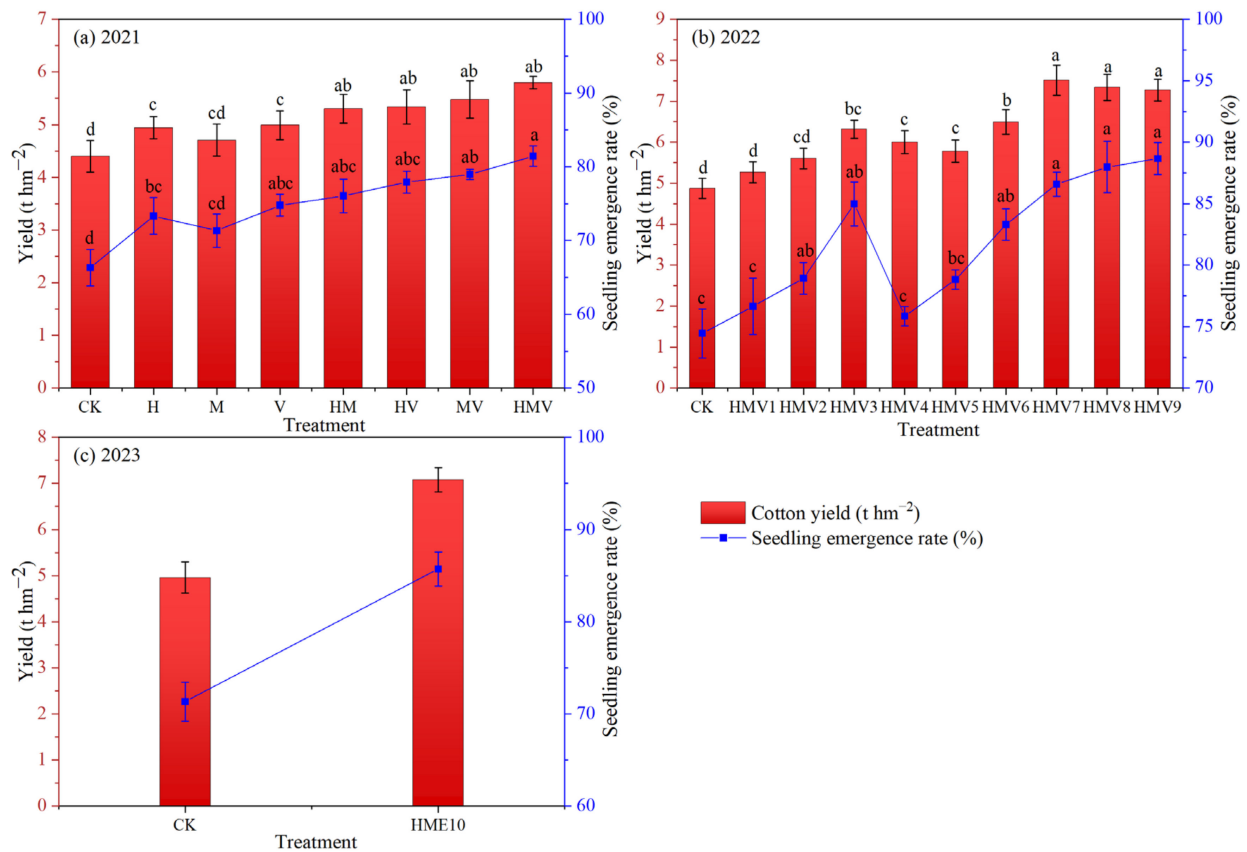 (a) 2021
Yield (t hm⁻²)
7
6
5
4
3
2
1
0
d
c
cd
c
ab
ab
ab
ab
d
bc
cd
abc
abc
abc
ab
a
100
90
80
70
60
50
Seedling emergence rate (%)
CK H M V HM HV MV HMV
Treatment
(b) 2022
Yield (t hm⁻²)
9
8
7
6
5
4
3
2
1
0
d
d
cd
bc
c
c
b
a
a
a
c
c
ab
a
c
bc
ab
a
a
a
100
95
90
85
80
75
70
Seedling emergence rate (%)
CK HMV1 HMV2 HMV3 HMV4 HMV5 HMV6 HMV7 HMV8 HMV9
Treatment
(c) 2023
Yield (t hm⁻²)
8
7
6
5
4
3
2
1
0
100
90
80
70
60
Seedling emergence rate (%)
CK HME10
Treatment
Cotton yield (t hm⁻²)
Seedling emergence rate (%)